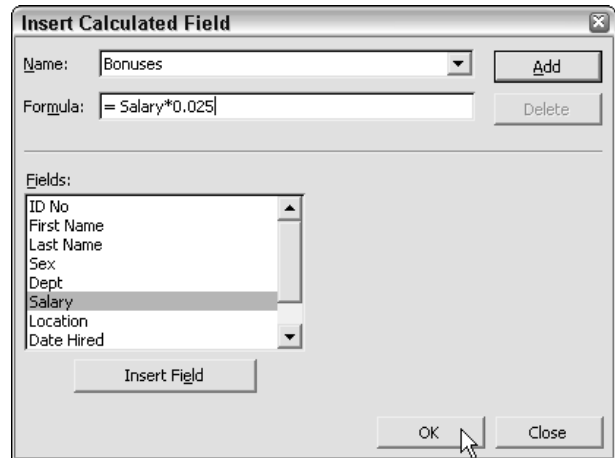 Insert Calculated Field
Name: Bonuses Add
Formula: = Salary*0.025 Delete
Fields:
ID No
First Name
Last Name
Sex
Dept
Salary
Location
Date Hired
Insert Field
OK Close